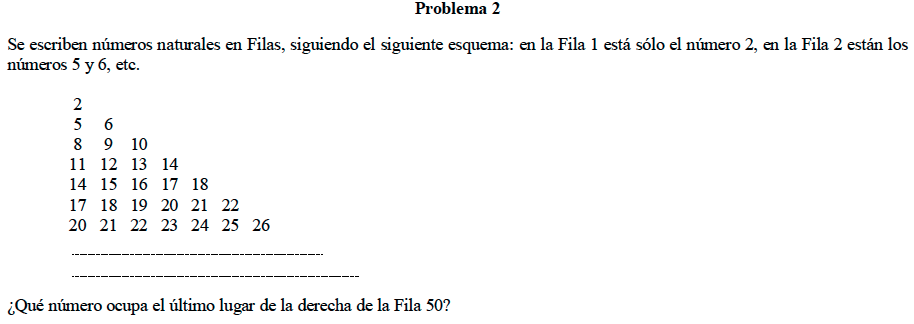 Problema 2
Se escriben números naturales en Filas, siguiendo el siguiente esquema: en la Fila 1 está sólo el número 2, en la Fila 2 están los
números 5 y 6, etc.
2
5 6
8 9 10
11 12 13 14
14 15 16 17 18
17 18 19 20 21 22
20 21 22 23 24 25 26
¿Qué número ocupa el último lugar de la derecha de la Fila 50?